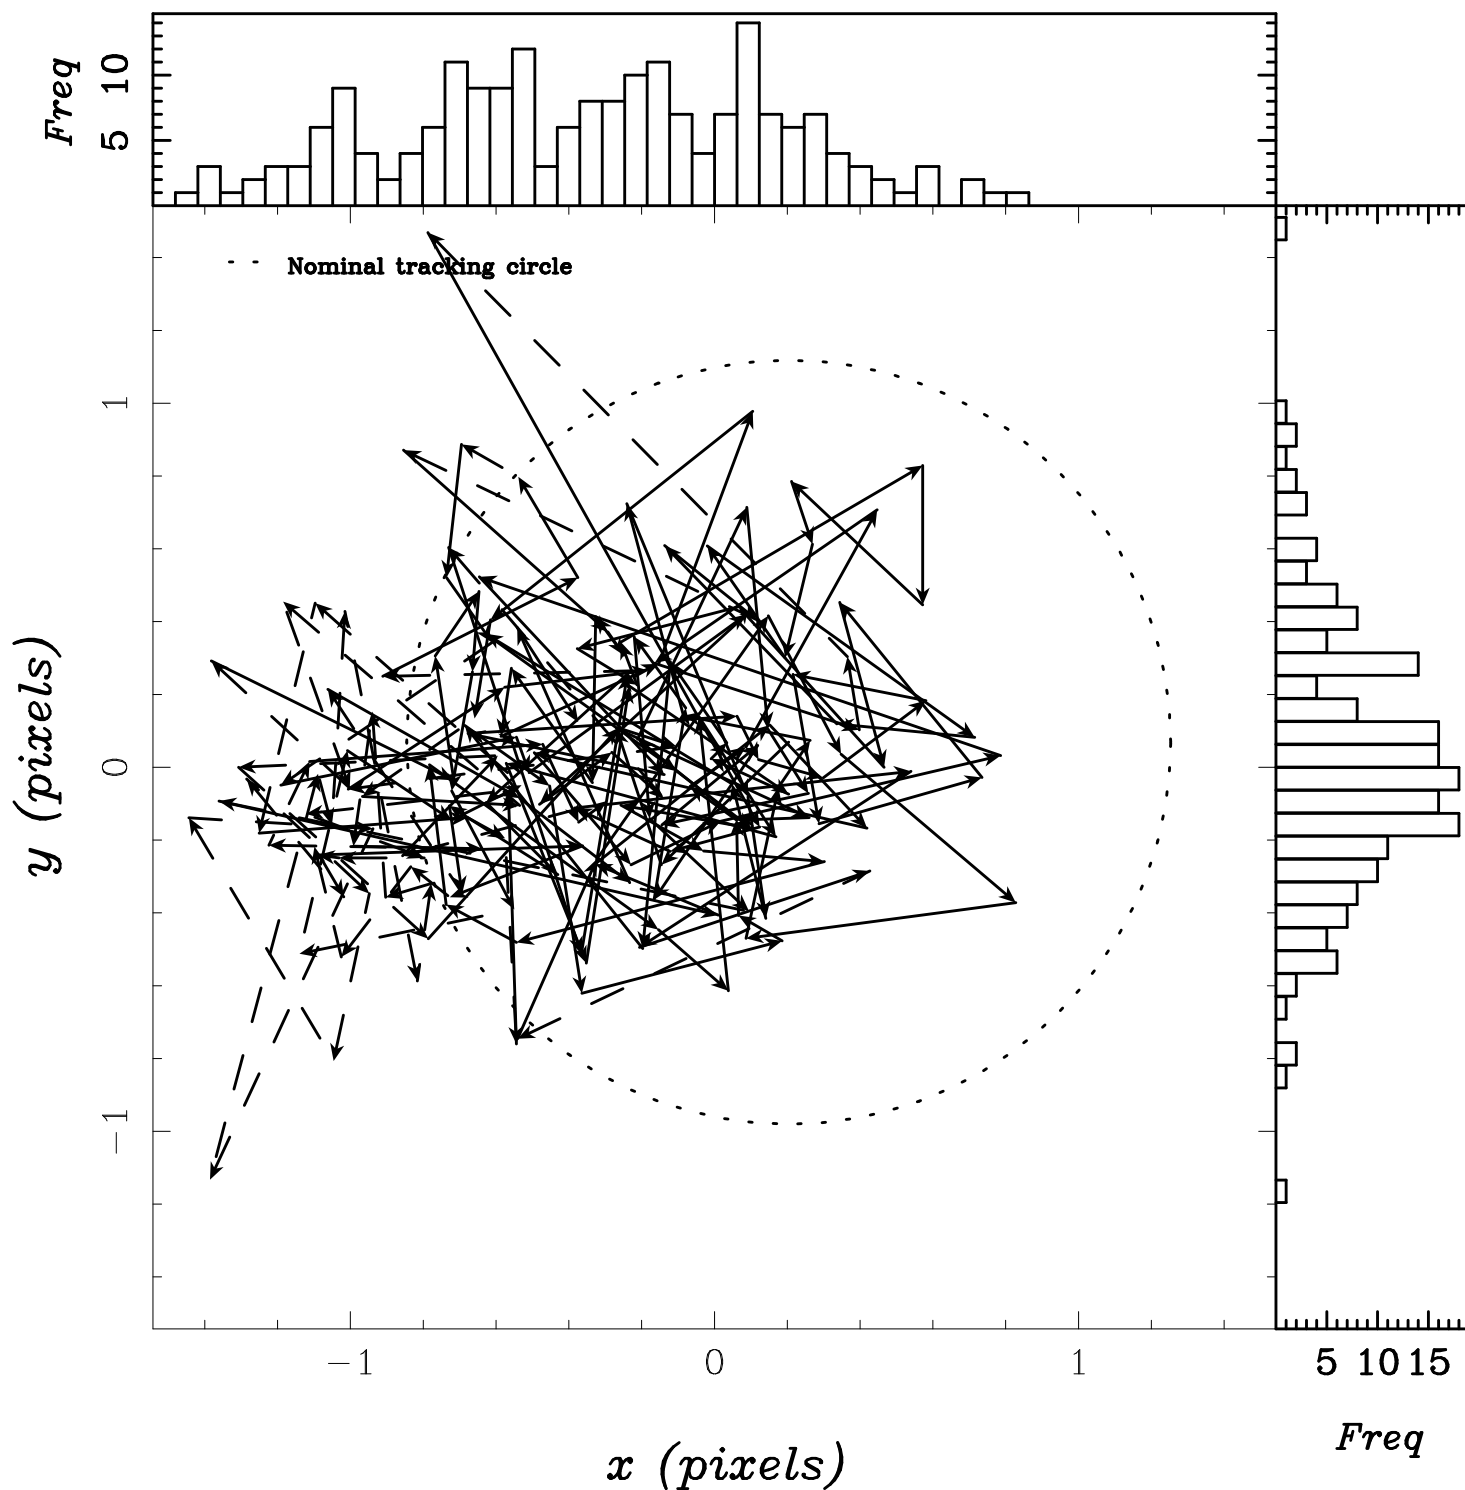 Freq
10
5
Nominal tracking circle
1
0
−1
y (pixels)
−1 0 1
5 10 15
x (pixels)
Freq